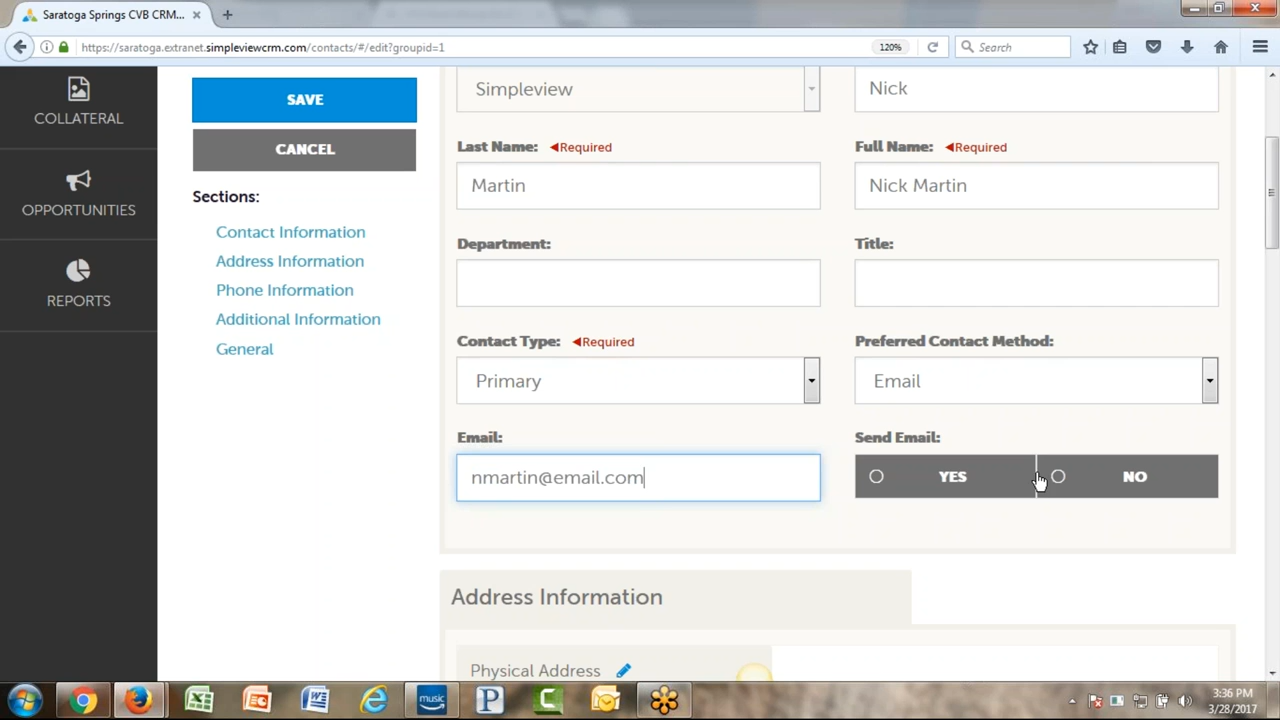 Saratoga Springs CVB CRM...
https://saratoga.extranet.simpleviewcrm.com/contacts/#/edit?groupid=1
120%
Search
COLLATERAL
OPPORTUNITIES
REPORTS
SAVE
CANCEL
Sections:
Contact Information
Address Information
Phone Information
Additional Information
General
Simpleview
Nick
Last Name: Required
Full Name: Required
Martin
Nick Martin
Department:
Title:
Contact Type: Required
Preferred Contact Method:
Primary
Email
Email:
Send Email:
nmartin@email.com
YES
NO
Address Information
Physical Address
music
3:36 PM
3/28/2017